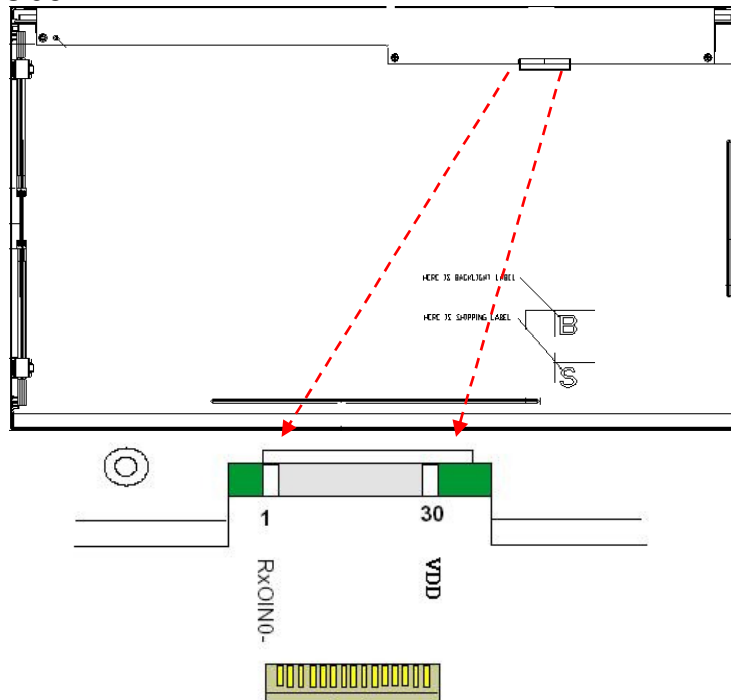 HERE IS BACKLIGHT LABEL
B
HERE IS SHIPPING LABEL
S
1 30
RxOIN0-
VDD